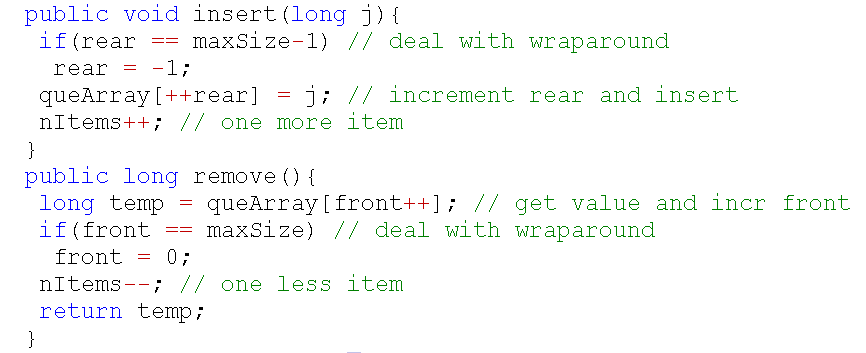 public void insert(long j){
if(rear == maxSize-1) // deal with wraparound
rear = -1;
queArray[++rear] = j; // increment rear and insert
nItems++; // one more item
}
public long remove(){
long temp = queArray[front++]; // get value and incr front
if(front == maxSize) // deal with wraparound
front = 0;
nItems--; // one less item
return temp;
}